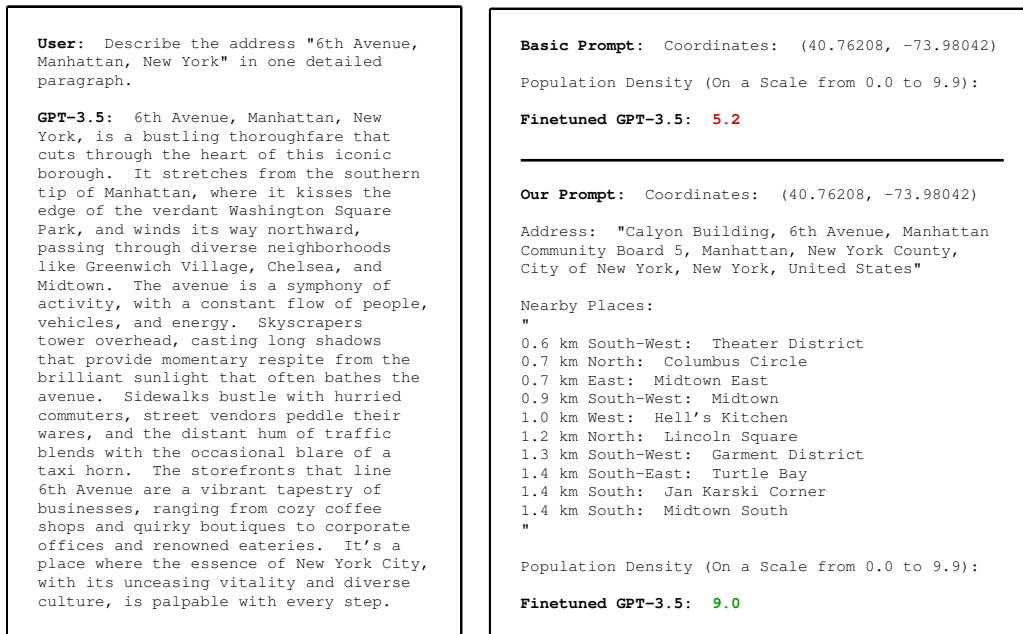 User: Describe the address "6th Avenue,
Manhattan, New York" in one detailed
paragraph.
GPT-3.5: 6th Avenue, Manhattan, New
York, is a bustling thoroughfare that
cuts through the heart of this iconic
borough. It stretches from the southern
tip of Manhattan, where it kisses the
edge of the verdant Washington Square
Park, and winds its way northward,
passing through diverse neighborhoods
like Greenwich Village, Chelsea, and
Midtown. The avenue is a symphony of
activity, with a constant flow of people,
vehicles, and energy. Skyscrapers
tower overhead, casting long shadows
that provide momentary respite from the
brilliant sunlight that often bathes the
avenue. Sidewalks bustle with hurried
commuters, street vendors peddle their
wares, and the distant hum of traffic
blends with the occasional blare of a
taxi horn. The storefronts that line
6th Avenue are a vibrant tapestry of
businesses, ranging from cozy coffee
shops and quirky boutiques to corporate
offices and renowned eateries. It's a
place where the essence of New York City,
with its unceasing vitality and diverse
culture, is palpable with every step.
Basic Prompt: Coordinates: (40.76208, -73.98042)
Population Density (On a Scale from 0.0 to 9.9):
Finetuned GPT-3.5: 5.2
Our Prompt: Coordinates: (40.76208, -73.98042)
Address: "Calyon Building, 6th Avenue, Manhattan
Community Board 5, Manhattan, New York County,
City of New York, New York, United States"
Nearby Places:
"
0.6 km South-West: Theater District
0.7 km North: Columbus Circle
0.7 km East: Midtown East
0.9 km South-West: Midtown
1.0 km West: Hell's Kitchen
1.2 km North: Lincoln Square
1.3 km South-West: Garment District
1.4 km South-East: Turtle Bay
1.4 km South: Jan Karski Corner
1.4 km South: Midtown South
"
Population Density (On a Scale from 0.0 to 9.9):
Finetuned GPT-3.5: 9.0